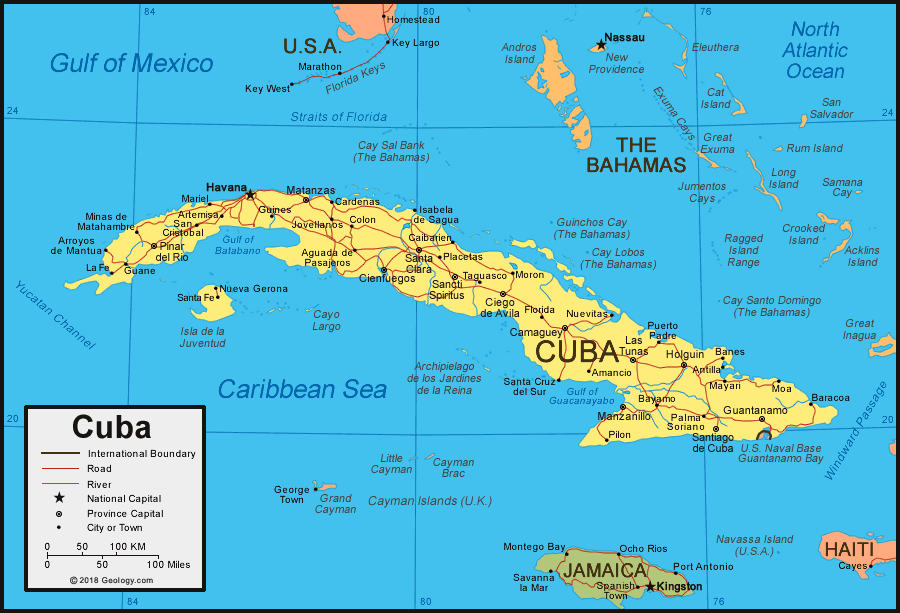 84
80
76
Homestead
Key Largo
U.S.A.
Marathon
Key West
Florida Keys
Gulf of Mexico
Straits of Florida
Andros
Island
Nassau
New
Providence
Eleuthera
North
Atlantic
Ocean
Cat
Island
San
Salvador
Exuma Cays
24
24
Cay Sal Bank
(The Bahamas)
THE
BAHAMAS
Great
Exuma
Rum Island
Long
Island
Samana
Cay
Jumentos
Cays
Crooked
Island
Acklins
Island
Ragged
Island
Range
Guinchos Cay
(The Bahamas)
Cay Lobos
(The Bahamas)
Cay Santo Domingo
(The Bahamas)
Great
Inagua
Havana
Matanzas
Mariel
Cardenas
Artemisa
Guines
Isabela
de Sagua
Minas de
Matahambre
San
Cristobal
Jovellanos
Colon
Caibarien
Arroyos
de Mantua
Pinar
del Rio
Gulf of
Batabano
Aguada de
Pasajeros
Santa
Clara
Placetas
La Fe
Guane
Cienfuegos
Sancti
Spiritus
Taguasco
Moron
Nueva Gerona
Santa Fe
Ciego
de Avila
Florida
Nuevitas
Yucatan Channel
Isla de la
Juventud
Cayo
Largo
Camaguey
Las
Tunas
Puerto
Padre
CUBA
Holguin
Banes
Antilla
Archipielago
de los Jardines
de la Reina
Amancio
Mayari
Moa
Santa Cruz
del Sur
Gulf of
Guacanayabo
Bayamo
Baracoa
Caribbean Sea
Manzanillo
Palma
Soriano
Guantanamo
Pilon
Santiago
de Cuba
U.S. Naval Base
Guantanamo Bay
Windward Passage
20
20
Little
Cayman
Cayman
Brac
George
Town
Grand
Cayman
Cayman Islands (U.K.)
Navassa Island
(U.S.A.)
HAITI
Cayes
Montego Bay
Ocho Rios
JAMAICA
Port Antonio
Savanna
la Mar
Spanish
Town
Kingston
Cuba
International Boundary
Road
River
National Capital
Province Capital
City or Town
0 50 100 KM
0 50 100 Miles
© 2018 Geology.com
84
80
76